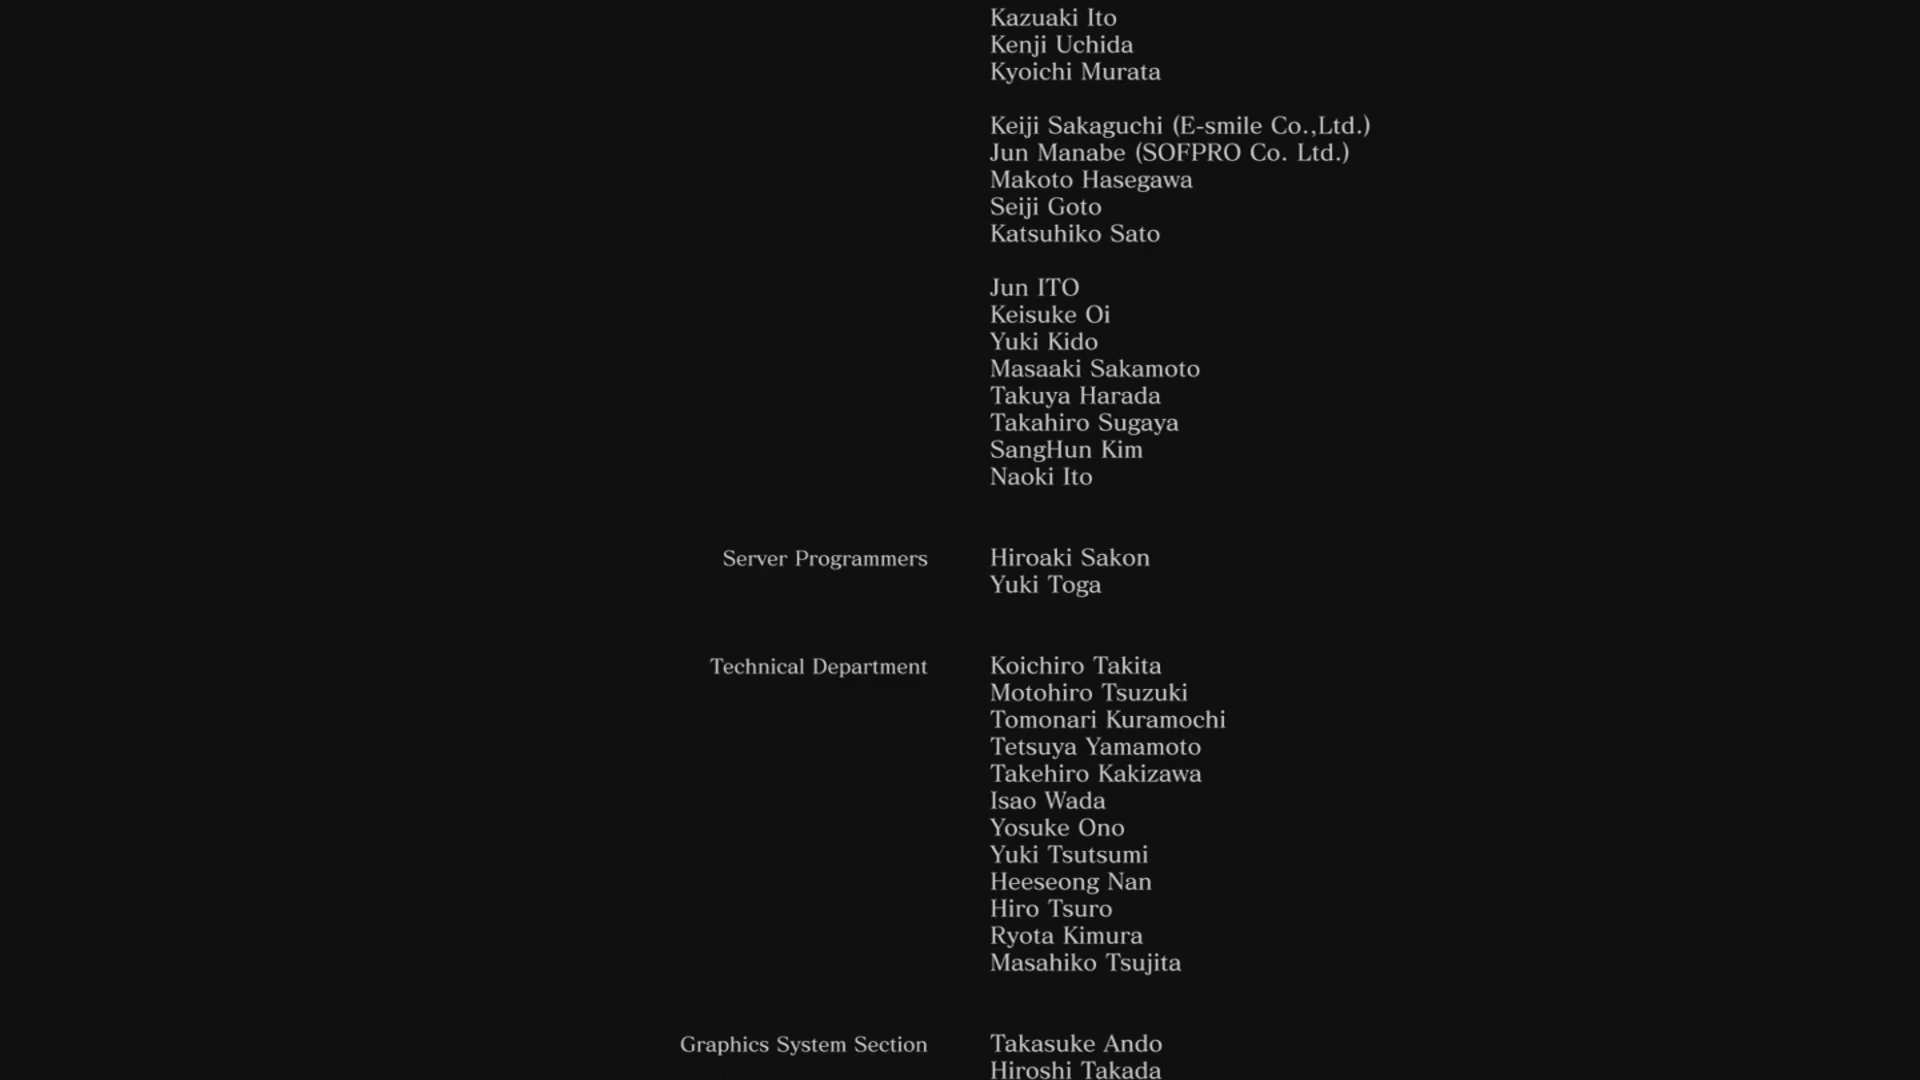 Kazuaki Ito
Kenji Uchida
Kyoichi Murata
Keiji Sakaguchi (E-smile Co.,Ltd.)
Jun Manabe (SOFPRO Co. Ltd.)
Makoto Hasegawa
Seiji Goto
Katsuhiko Sato
Jun ITO
Keisuke Oi
Yuki Kido
Masaaki Sakamoto
Takuya Harada
Takahiro Sugaya
SangHun Kim
Naoki Ito
Server Programmers Hiroaki Sakon
Yuki Toga
Technical Department Koichiro Takita
Motohiro Tsuzuki
Tomonari Kuramochi
Tetsuya Yamamoto
Takehiro Kakizawa
Isao Wada
Yosuke Ono
Yuki Tsutsumi
Heeseong Nan
Hiro Tsuro
Ryota Kimura
Masahiko Tsujita
Graphics System Section Takasuke Ando
Hiroshi Takada